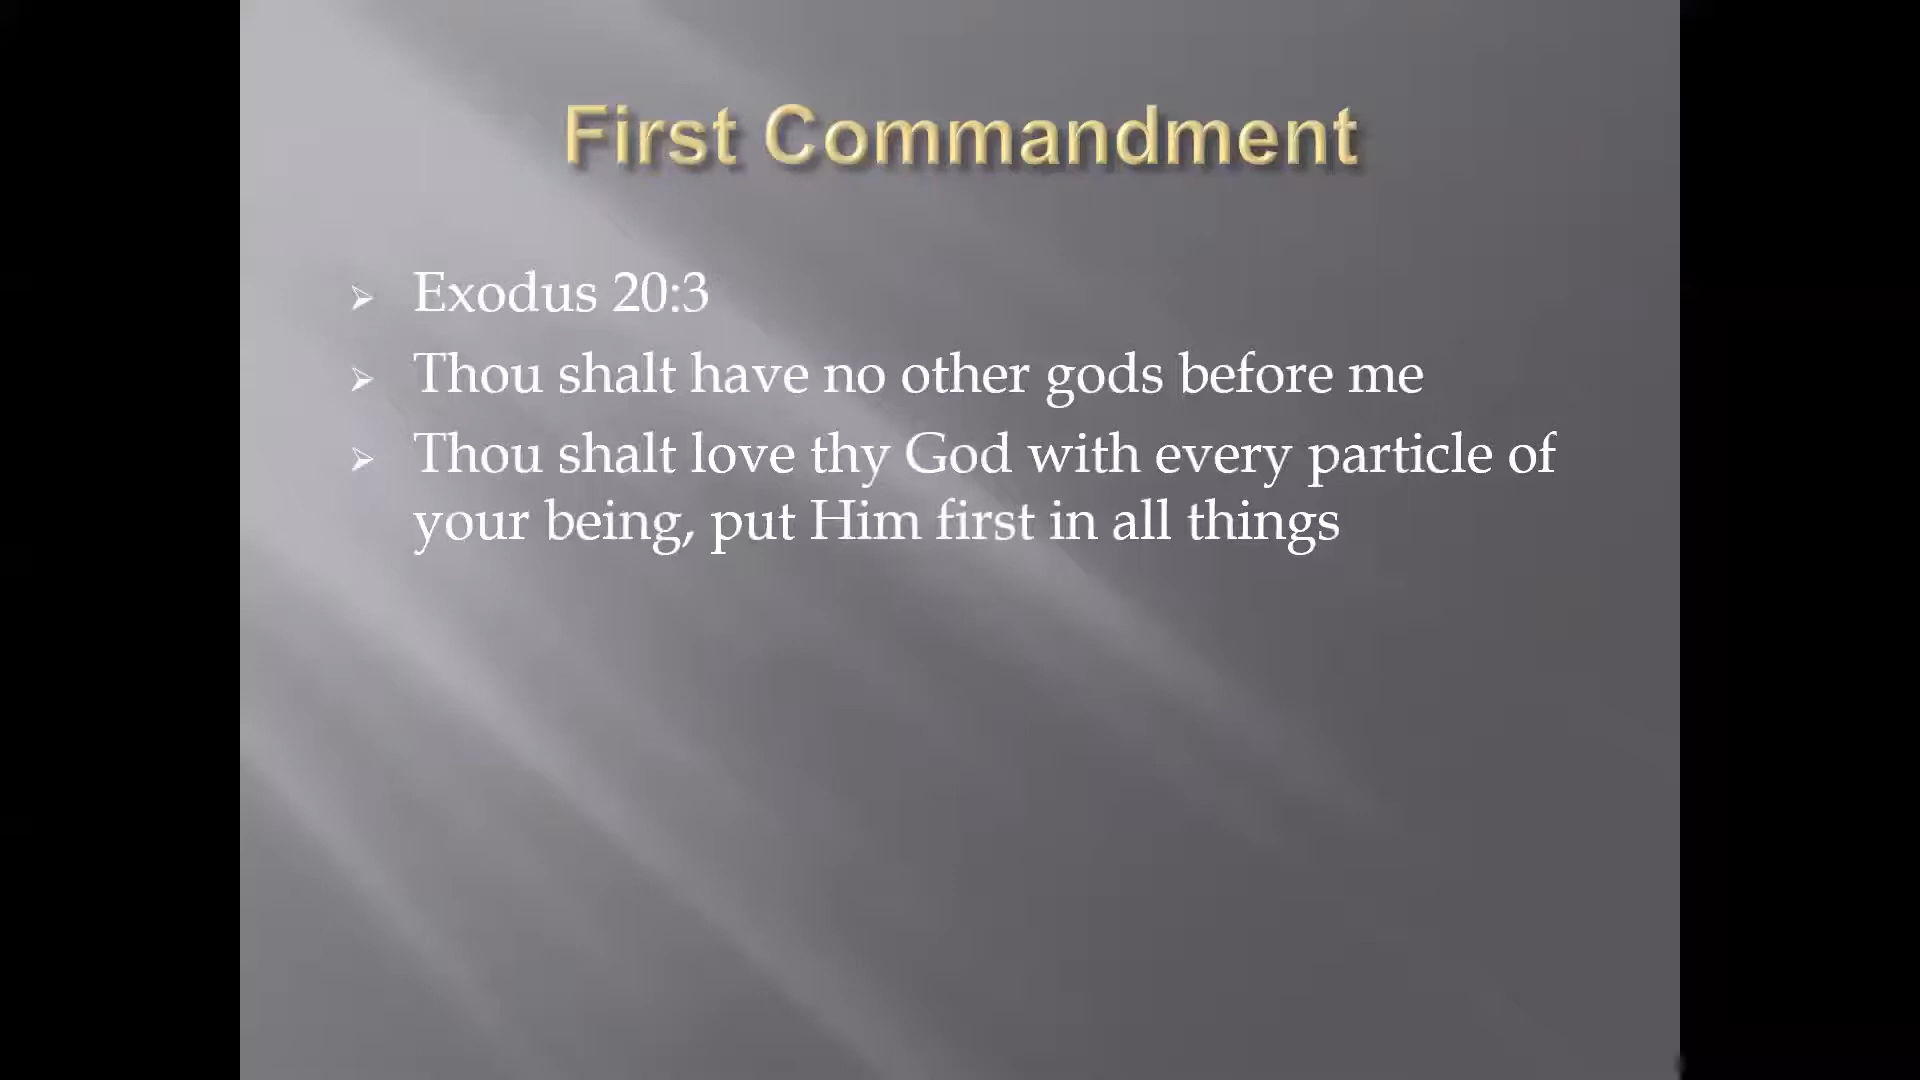 First Commandment
Exodus 20:3
Thou shalt have no other gods before me
Thou shalt love thy God with every particle of
your being, put Him first in all things